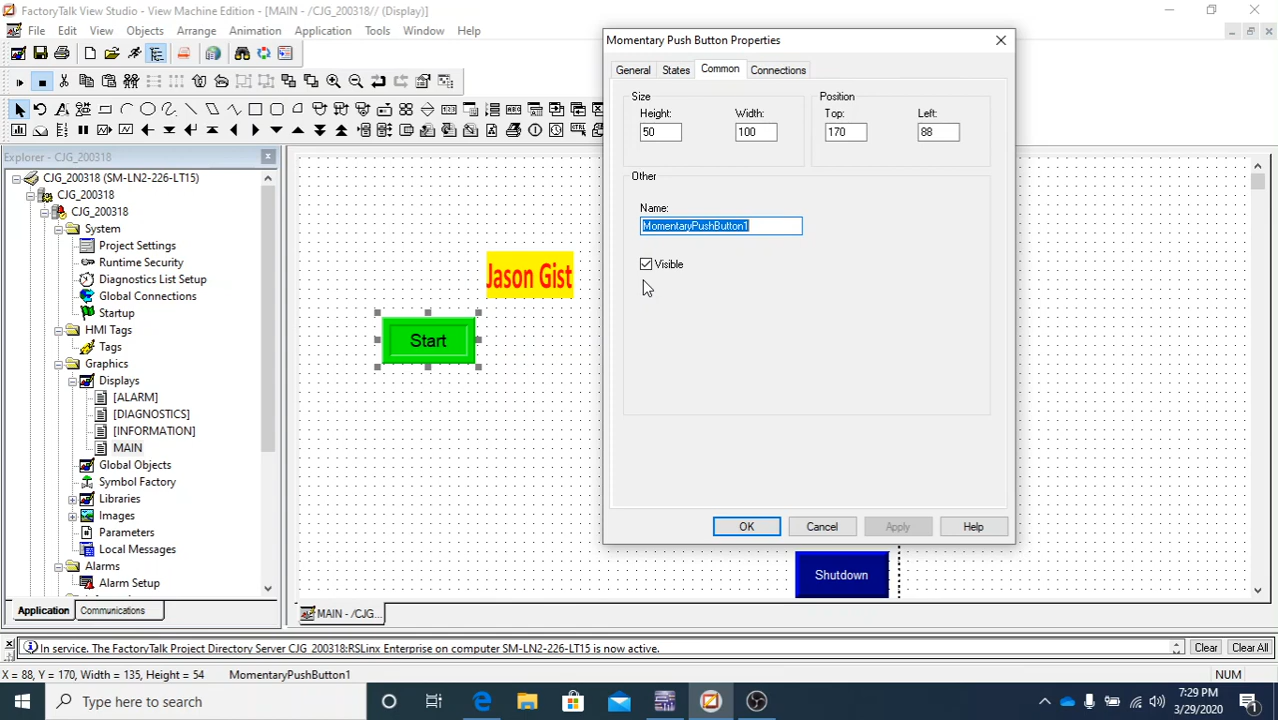 FactoryTalk View Studio - View Machine Edition - [MAIN - /CJG_200318// (Display)]
File Edit View Objects Arrange Animation Application Tools Window Help
Explorer - CJG_200318
CJG_200318 (SM-LN2-226-LT15)
CJG_200318
CJG_200318
System
Project Settings
Runtime Security
Diagnostics List Setup
Global Connections
Startup
HMI Tags
Tags
Graphics
Displays
[ALARM]
[DIAGNOSTICS]
[INFORMATION]
MAIN
Global Objects
Symbol Factory
Libraries
Images
Parameters
Local Messages
Alarms
Alarm Setup
Application Communications
Jason Gist
Start
Shutdown
MAIN - /CJG...
Momentary Push Button Properties
General States Common Connections
Size
Height: Width:
50 100
Position
Top: Left:
170 88
Other
Name:
MomentaryPushButton1
Visible
OK Cancel Apply Help
In service. The FactoryTalk Project Directory Server CJG_200318:RSLinx Enterprise on computer SM-LN2-226-LT15 is now active.
Clear Clear All
X = 88, Y = 170, Width = 135, Height = 54 MomentaryPushButton1 NUM
Type here to search
7:29 PM
3/29/2020
1